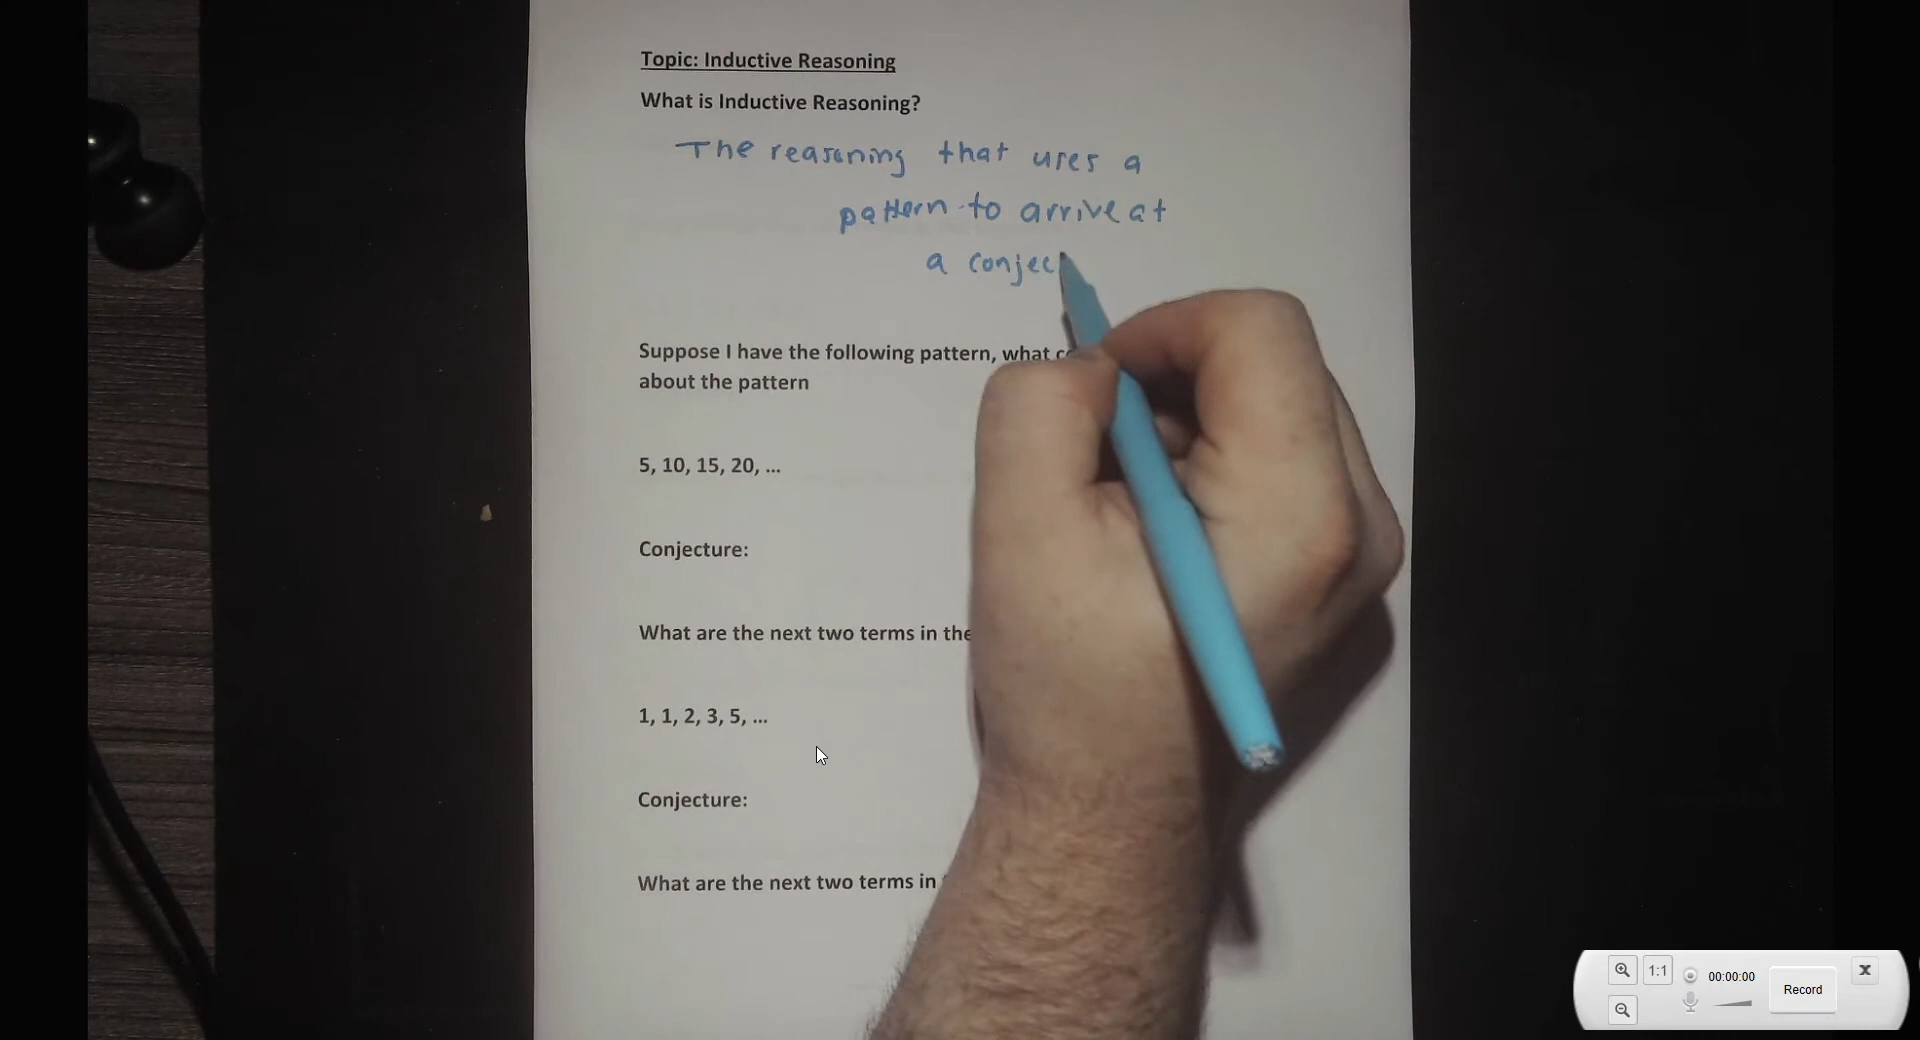 Topic: Inductive Reasoning
What is Inductive Reasoning?
The reasoning that uses a
pattern to arrive at
a conjec
Suppose I have the following pattern, what
about the pattern
5, 10, 15, 20, ...
Conjecture:
What are the next two terms in the
1, 1, 2, 3, 5, ...
Conjecture:
What are the next two terms in
1:1
00:00:00
Record